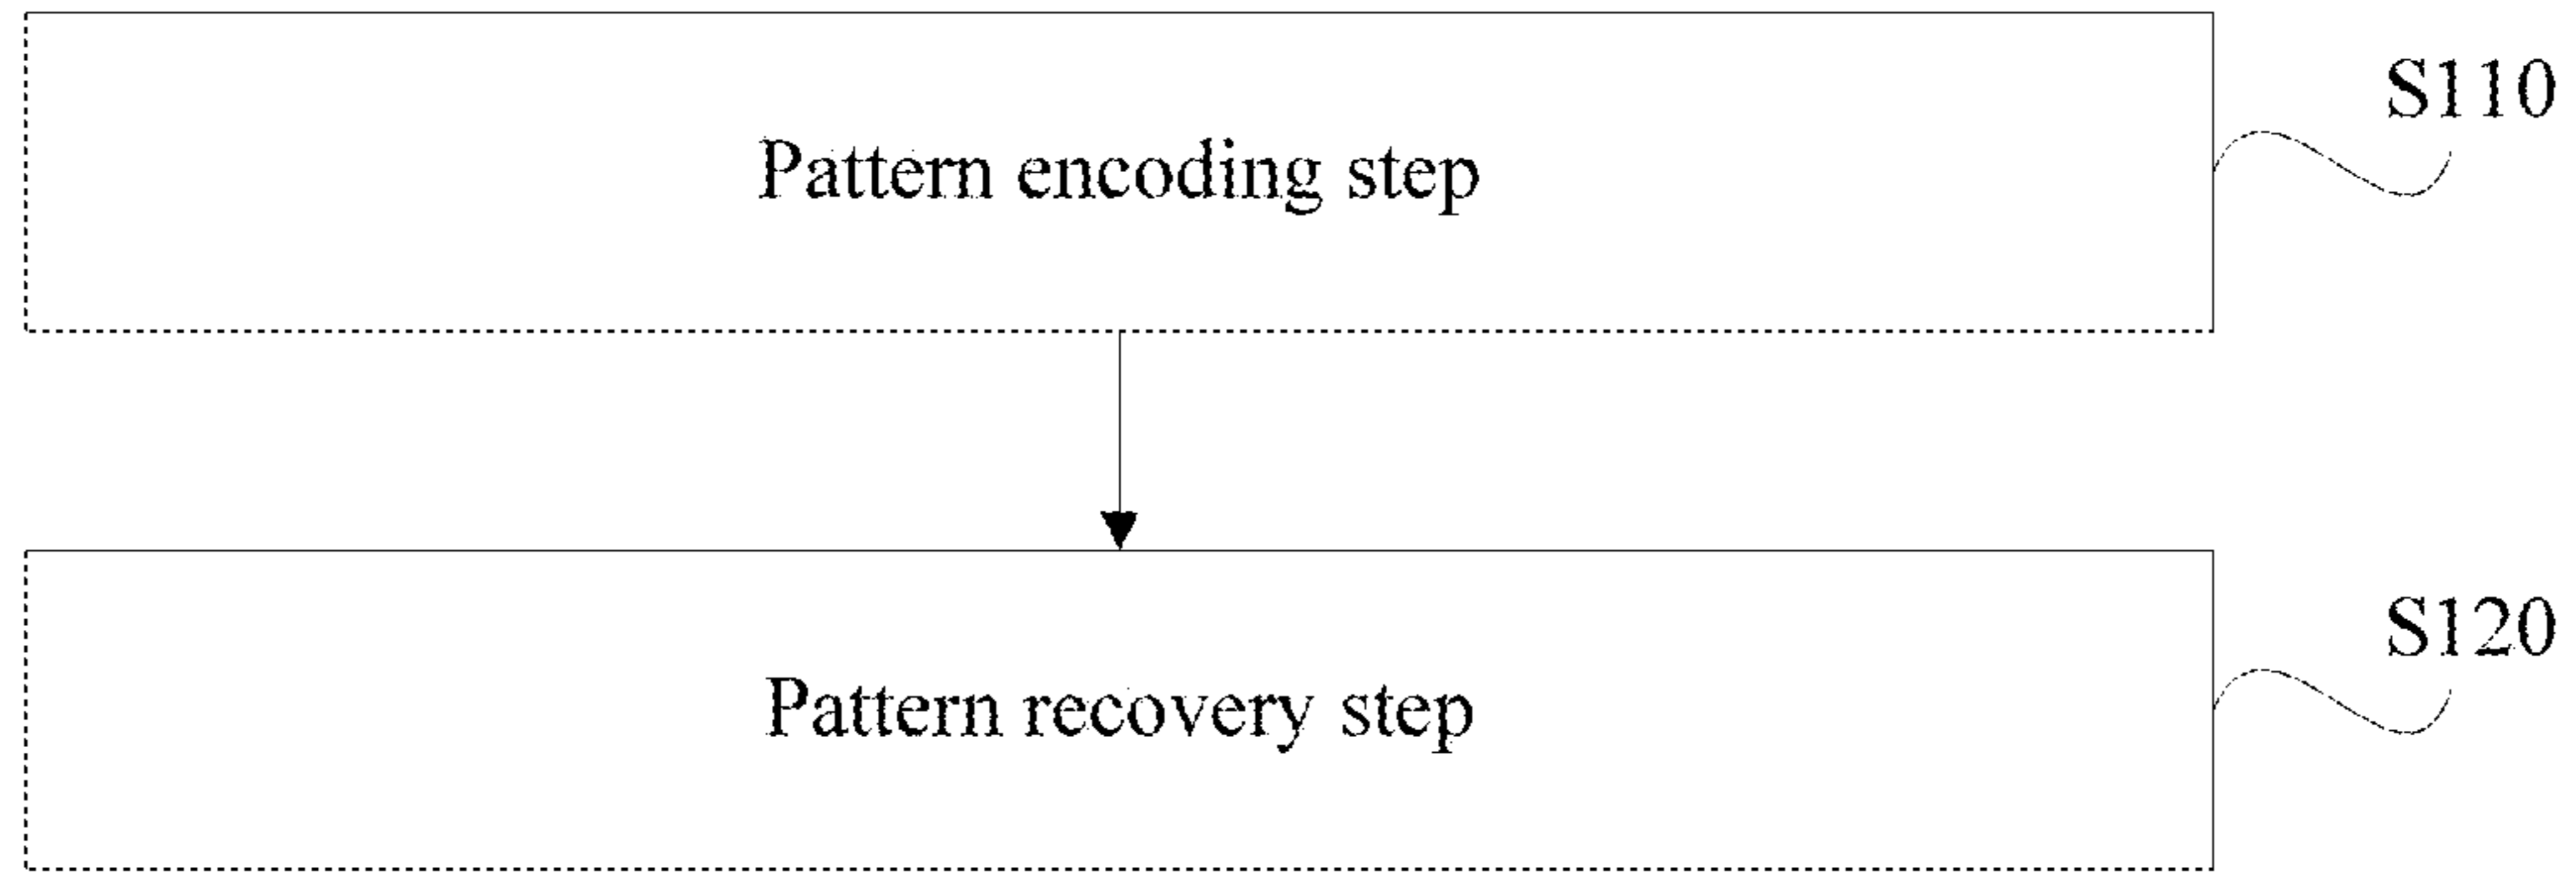 S110
Pattern encoding step
S120
Pattern recovery step